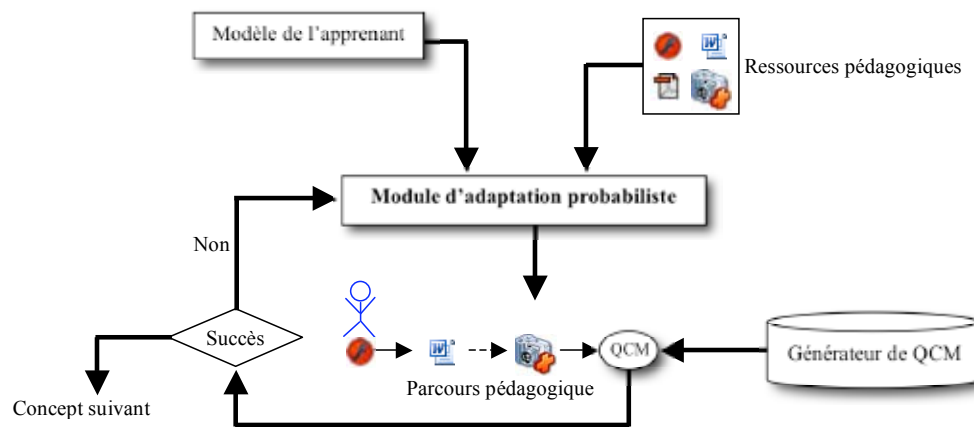 Modèle de l'apprenant
Ressources pédagogiques
Module d'adaptation probabiliste
Non
Succès
QCM
Générateur de QCM
Parcours pédagogique
Concept suivant